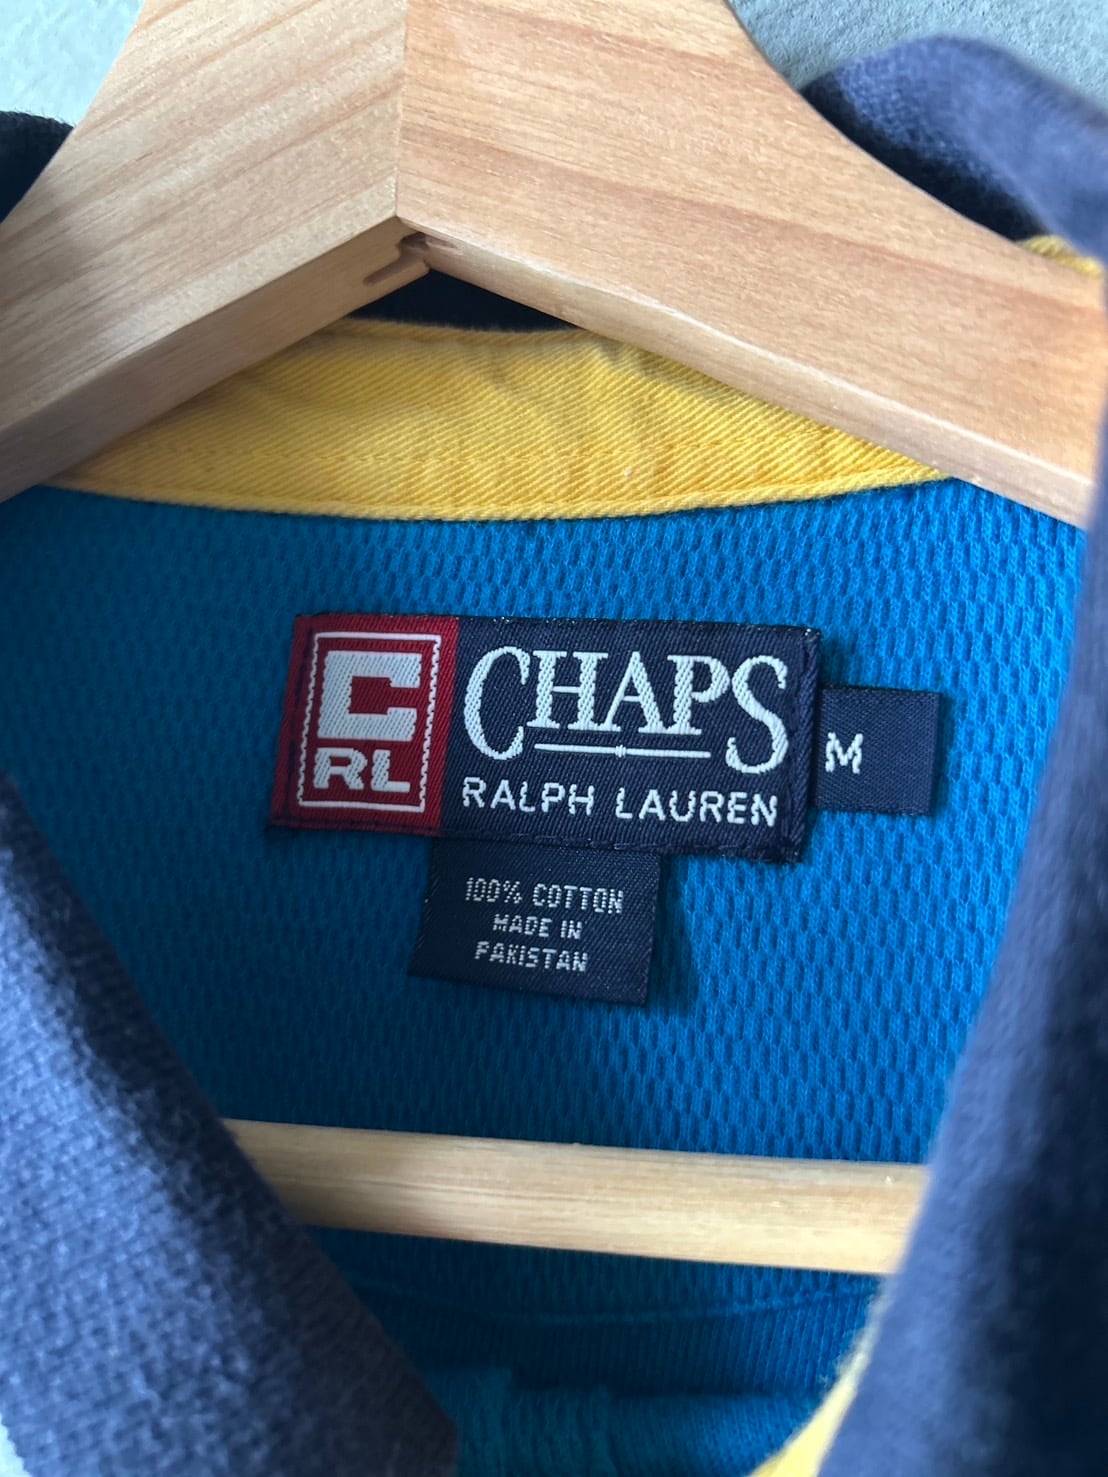 C
RL
CHAPS
RALPH LAUREN
M
100% COTTON
MADE IN
PAKISTAN